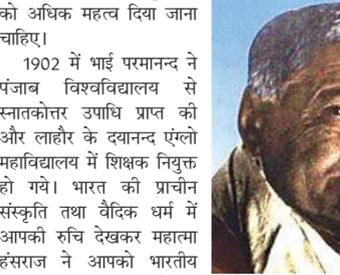 को अधिक महत्व दिया जाना
चाहिए।
1902 में भाई परमानन्द ने
पंजाब विश्वविद्यालय से
स्नातकोत्तर उपाधि प्राप्त की
और लाहौर के दयानन्द एंग्लो
महाविद्यालय में शिक्षक नियुक्त
हो गये। भारत की प्राचीन
संस्कृति तथा वैदिक धर्म में
आपकी रुचि देखकर महात्मा
हंसराज ने आपको भारतीय